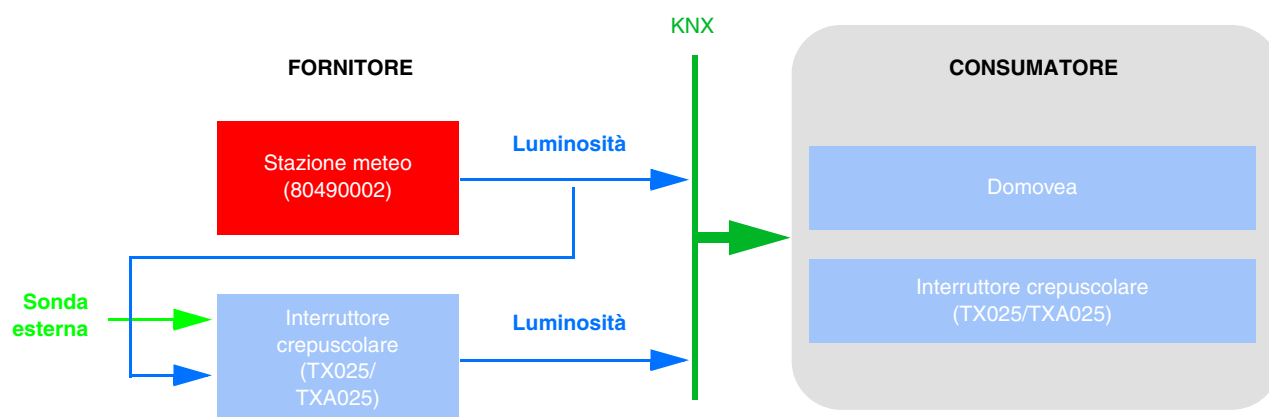 KNX
FORNITORE
CONSUMATORE
Stazione meteo
(80490002)
Luminosità
Domovea
Sonda
esterna
Interruttore
crepuscolare
(TX025/
TXA025)
Luminosità
Interruttore crepuscolare
(TX025/TXA025)